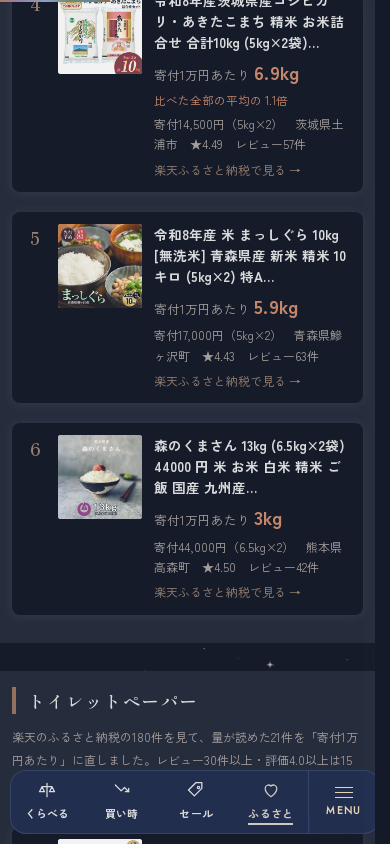 4
令和8年産茨城県産コシヒカ
リ・あきたこまち 精米 お米詰
合せ 合計10kg (5kg×2袋)…
10
寄付1万円あたり 6.9kg
比べた全部の平均の 1.1倍
寄付14,500円（5kg×2） 茨城県土
浦市 ★4.49 レビュー57件
楽天ふるさと納税で見る →
5
令和8年産 米 まっしぐら 10kg
[無洗米] 青森県産 新米 精米 10
キロ (5kg×2) 特A…
まっしぐら
寄付1万円あたり 5.9kg
寄付17,000円（5kg×2） 青森県鰺
ヶ沢町 ★4.43 レビュー63件
楽天ふるさと納税で見る →
6
森のくまさん 13kg (6.5kg×2袋)
44000 円 米 お米 白米 精米 ご
飯 国産 九州産…
森のくまさん
13kg
寄付1万円あたり 3kg
寄付44,000円（6.5kg×2） 熊本県
高森町 ★4.50 レビュー42件
楽天ふるさと納税で見る →
トイレットペーパー
楽天のふるさと納税の180件を見て、量が読めた21件を「寄付1万
円あたり」に直しました。レビュー30件以上・評価4.0以上は15
くらべる
買い時
セール
ふるさと
MENU